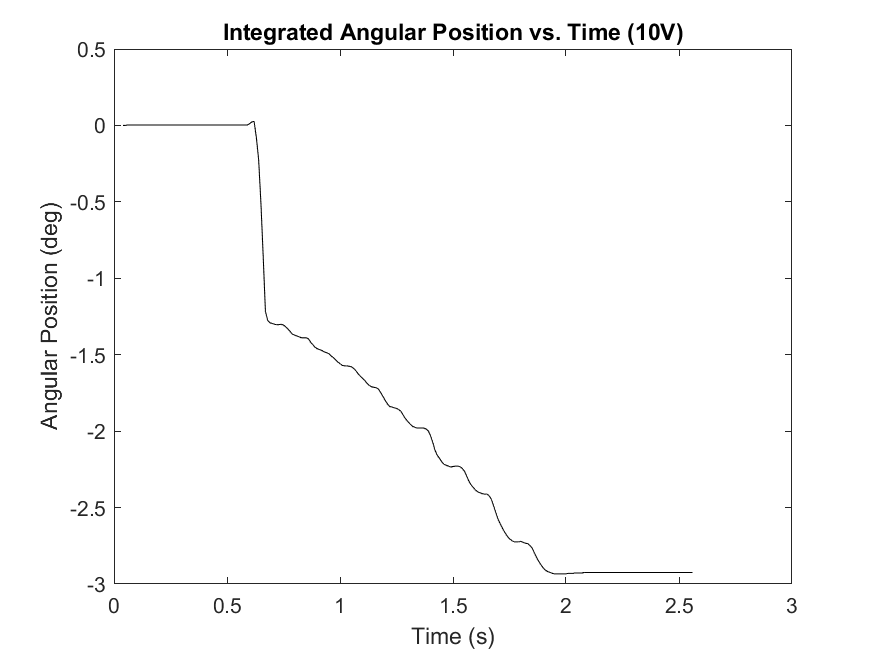 Integrated Angular Position vs. Time (10V)
0.5
0
-0.5
-1
-1.5
-2
-2.5
-3
Angular Position (deg)
0 0.5 1 1.5 2 2.5 3
Time (s)